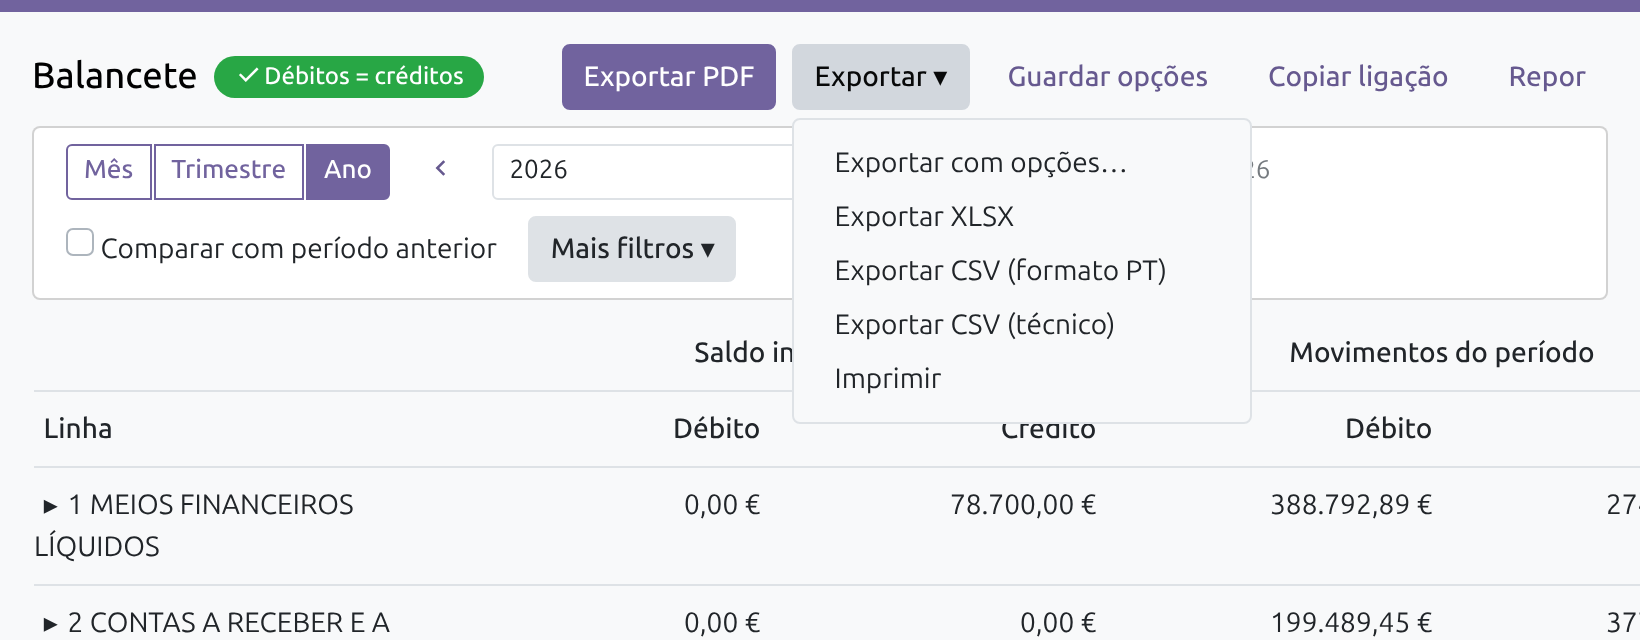 Balancete ✓ Débitos = créditos Exportar PDF Exportar ▾ Guardar opções Copiar ligação Repor
Mês Trimestre Ano ‹ 2026
Exportar com opções...
Exportar XLSX
Comparar com período anterior Mais filtros ▾
Exportar CSV (formato PT)
Exportar CSV (técnico)
Imprimir
Saldo in Movimentos do período
Linha Débito Crédito Débito
▸ 1 MEIOS FINANCEIROS 0,00 € 78.700,00 € 388.792,89 €
LÍQUIDOS
▸ 2 CONTAS A RECEBER E A 0,00 € 0,00 € 199.489,45 €